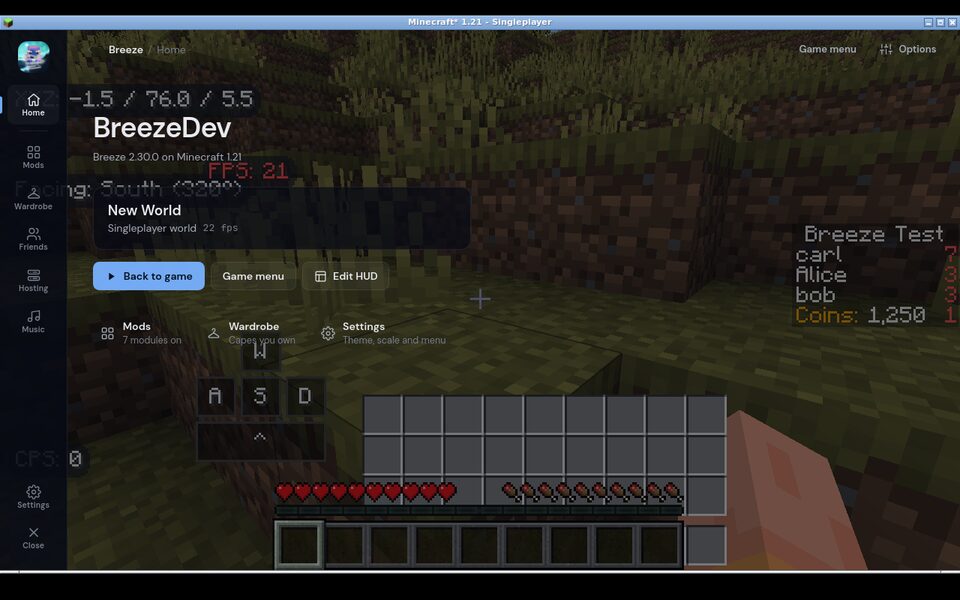 Minecraft* 1.21 - Singleplayer
Breeze / Home
Game menu
Options
-1.5 / 76.0 / 5.5
Home
BreezeDev
Breeze 2.30.0 on Minecraft 1.21
Mods
FPS: 21
Facing: South (320°)
Wardrobe
New World
Singleplayer world 22 fps
Friends
Breeze Test
carl 7
Alice 3
bob 3
Coins: 1,250 1
Back to game
Game menu
Edit HUD
Hosting
Music
Mods
7 modules on
Wardrobe
Capes you own
Settings
Theme, scale and menu
W
A S D
^
CPS: 0
Settings
Close